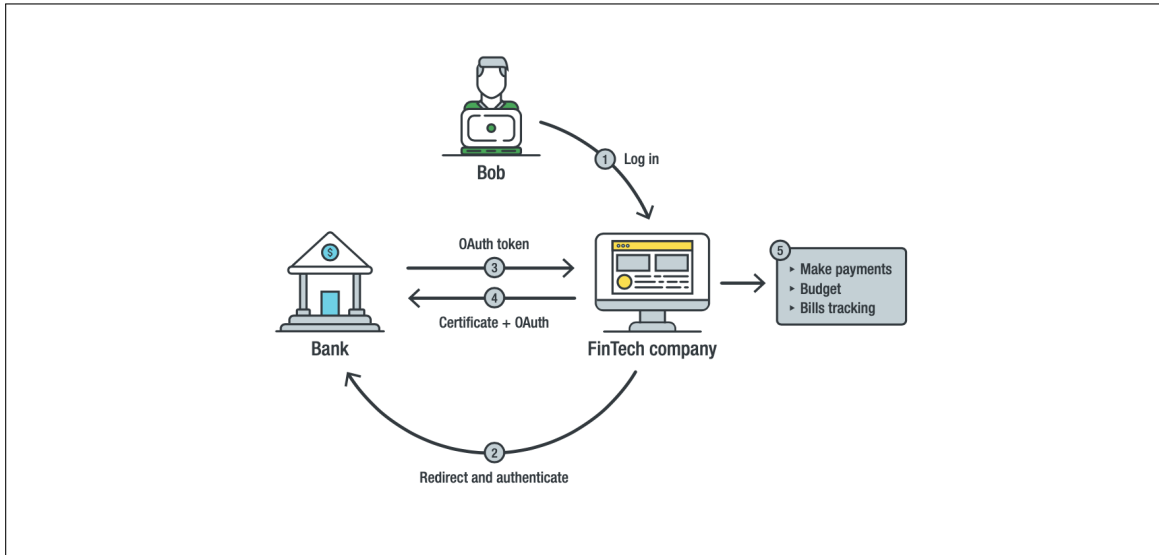 Bob
1 Log in
OAuth token
3
4
Certificate + OAuth
$
Bank
FinTech company
5
▸ Make payments
▸ Budget
▸ Bills tracking
2
Redirect and authenticate